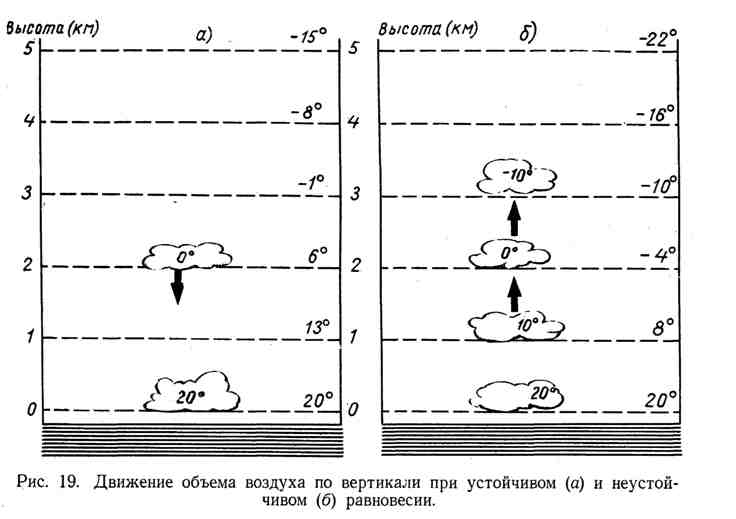 Высота (км) а) -15° Высота (км) б) -22°
5 5
4 -8° 4 -16°
-10°
3 -1° 3 -10°
0° 6° 0° -4°
2 2
13° 10° 8°
1 1
20° 20° 20° 20°
0 0
Рис. 19. Движение объема воздуха по вертикали при устойчивом (а) и неустой-
чивом (б) равновесии.